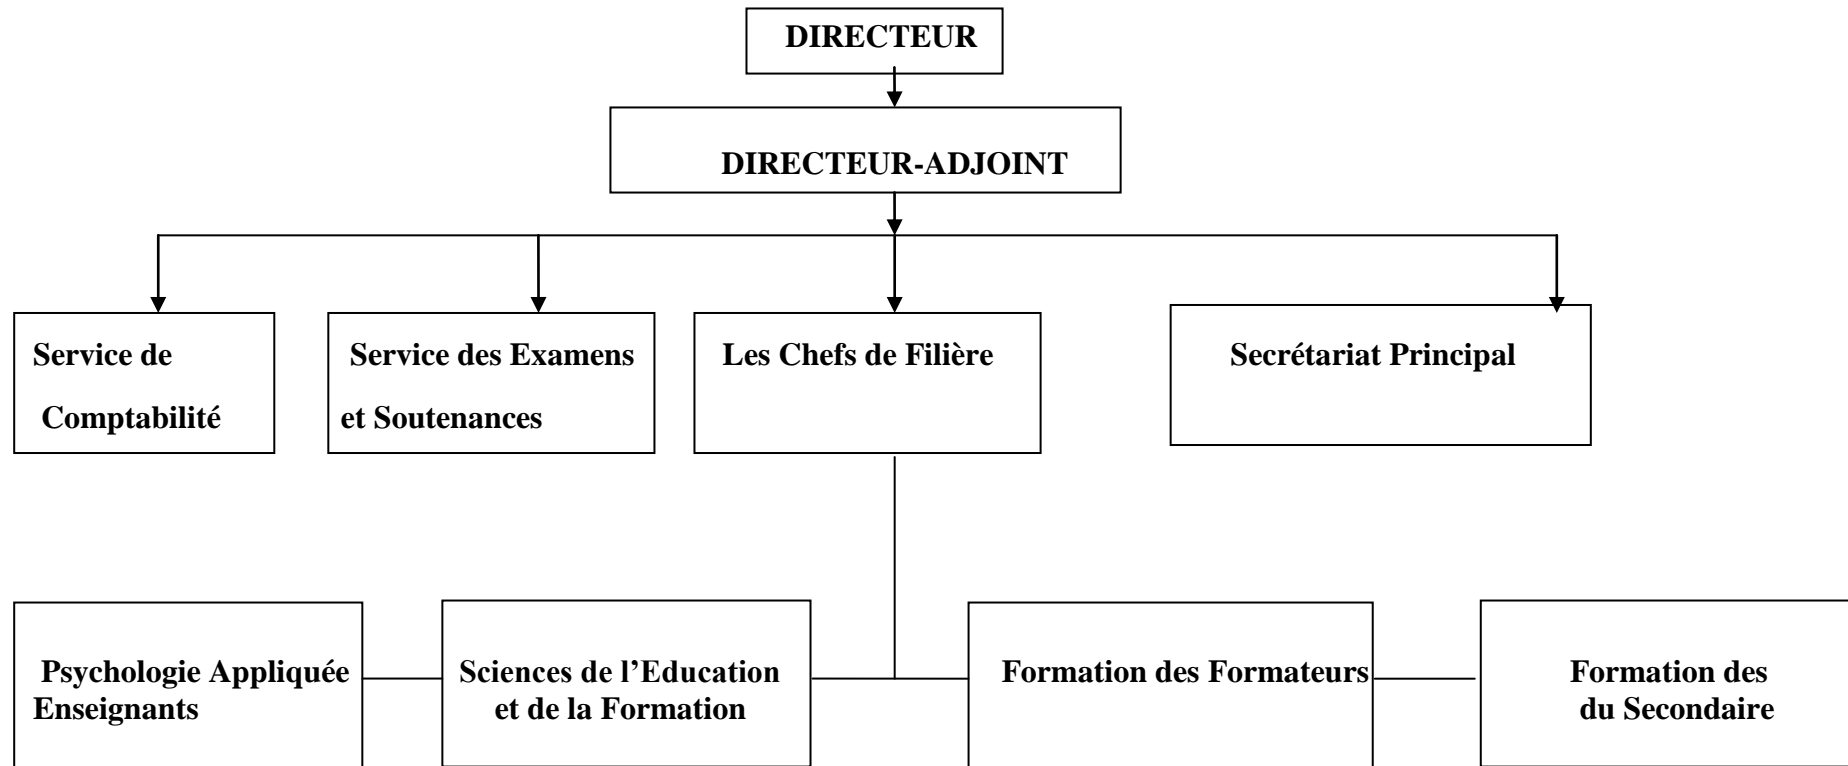 DIRECTEUR
DIRECTEUR-ADJOINT
Service de
Comptabilité
Service des Examens
et Soutenances
Les Chefs de Filière
Secrétariat Principal
Psychologie Appliquée
Enseignants
Sciences de l’Education
et de la Formation
Formation des Formateurs
Formation des
du Secondaire